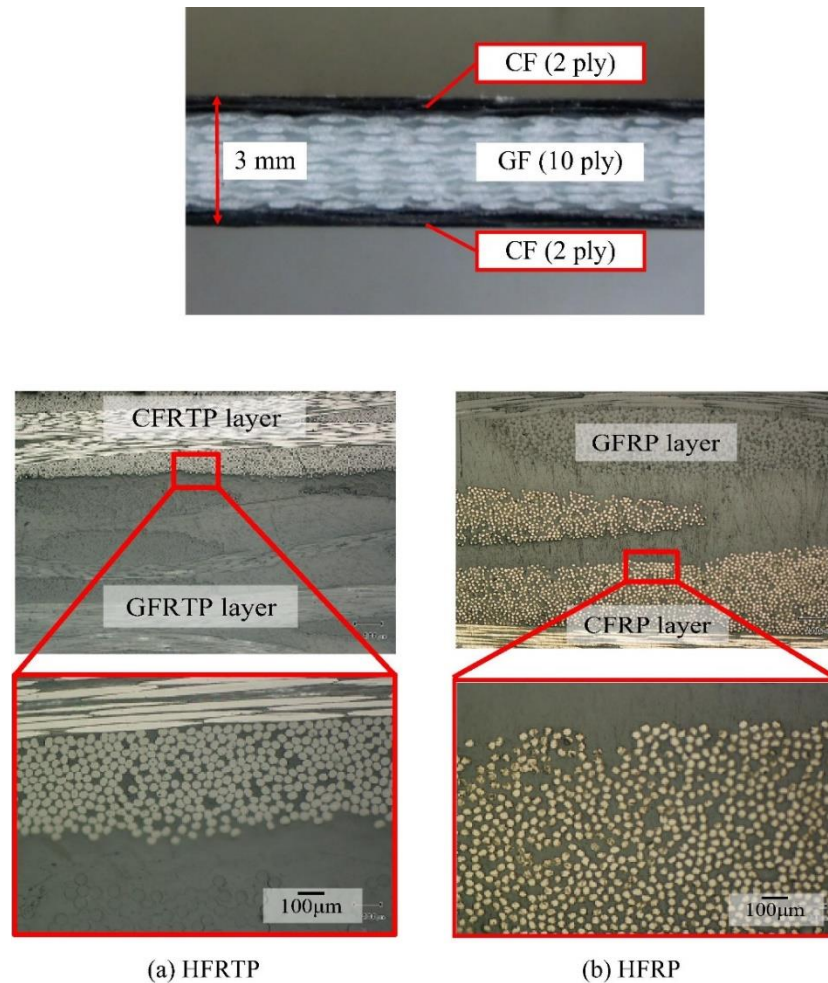 CF (2 ply)
3 mm
GF (10 ply)
CF (2 ply)
CFRTP layer
GFRTP layer
GFRP layer
CFRP layer
100μm
100μm
(a) HFRTP
(b) HFRP